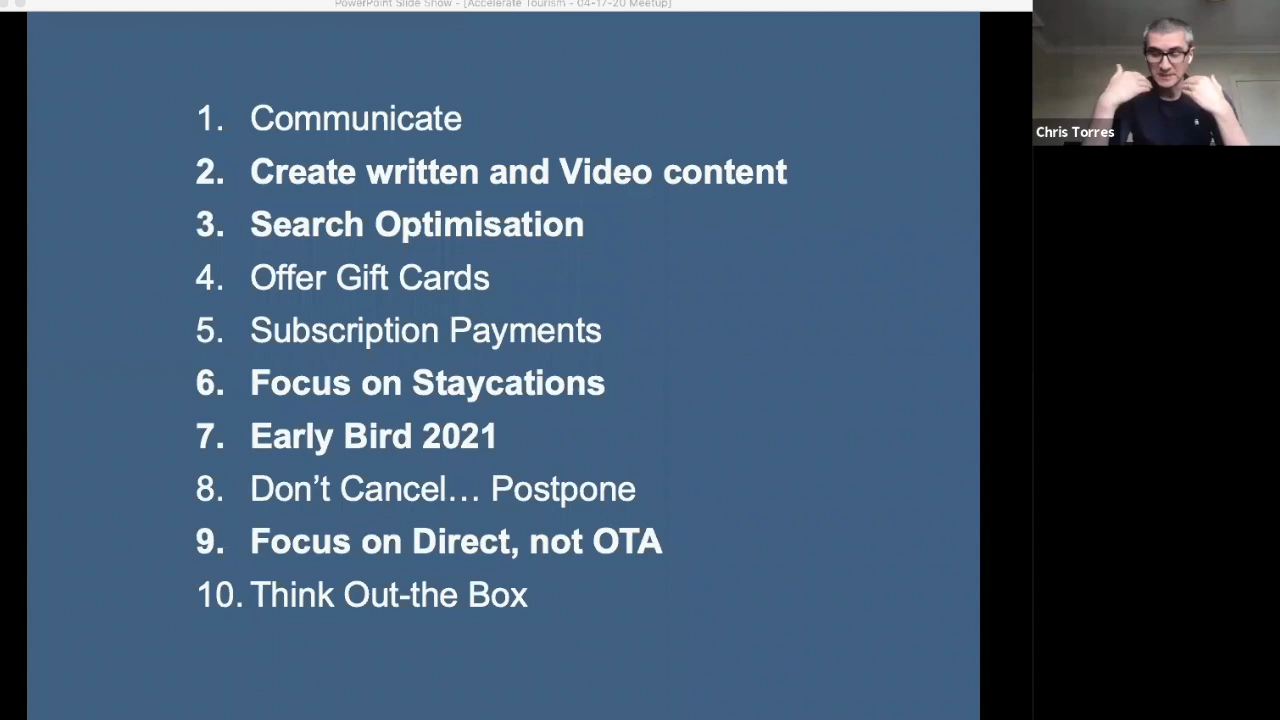 PowerPoint Slide Show - [Accelerate Tourism - 04-17-20 Meetup]
1. Communicate
2. Create written and Video content
3. Search Optimisation
4. Offer Gift Cards
5. Subscription Payments
6. Focus on Staycations
7. Early Bird 2021
8. Don’t Cancel… Postpone
9. Focus on Direct, not OTA
10. Think Out-the Box
Chris Torres